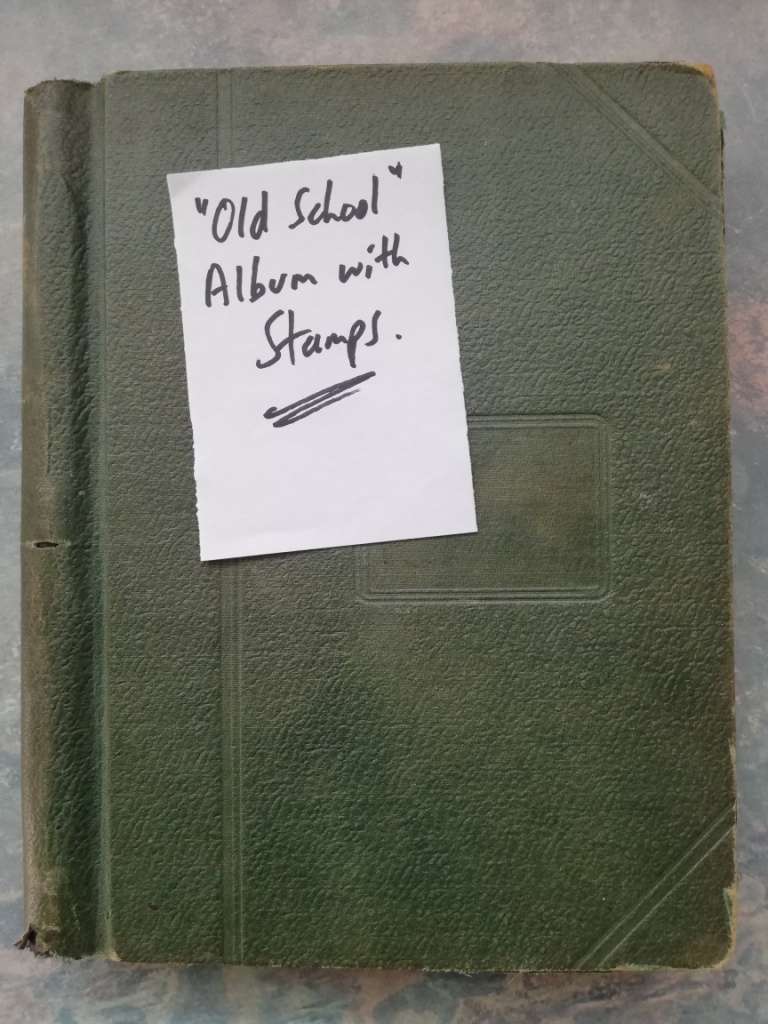 "Old School"
Album with
Stamps.